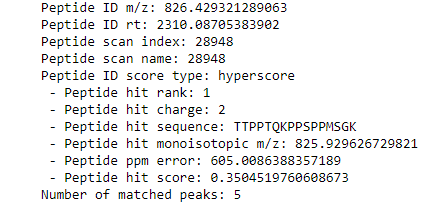 Peptide ID m/z: 826.429321289063
Peptide ID rt: 2310.08705383902
Peptide scan index: 28948
Peptide scan name: 28948
Peptide ID score type: hyperscore
- Peptide hit rank: 1
- Peptide hit charge: 2
- Peptide hit sequence: TTPPTQKPPSPPMSGK
- Peptide hit monoisotopic m/z: 825.929626729821
- Peptide ppm error: 605.0086388357189
- Peptide hit score: 0.3504519760608673
Number of matched peaks: 5